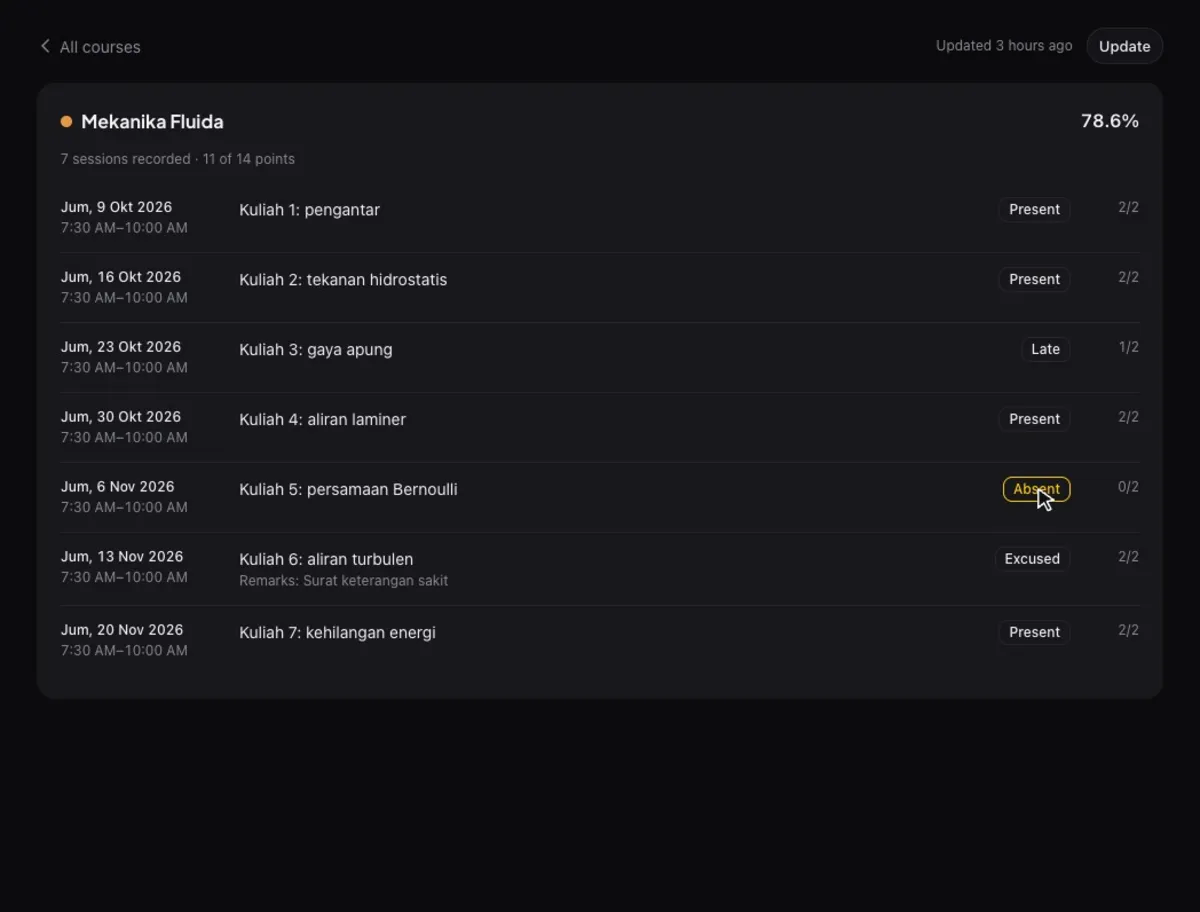 All courses
Updated 3 hours ago
Update
Mekanika Fluida
78.6%
7 sessions recorded · 11 of 14 points
Jum, 9 Okt 2026
7:30 AM–10:00 AM
Kuliah 1: pengantar
Present
2/2
Jum, 16 Okt 2026
7:30 AM–10:00 AM
Kuliah 2: tekanan hidrostatis
Present
2/2
Jum, 23 Okt 2026
7:30 AM–10:00 AM
Kuliah 3: gaya apung
Late
1/2
Jum, 30 Okt 2026
7:30 AM–10:00 AM
Kuliah 4: aliran laminer
Present
2/2
Jum, 6 Nov 2026
7:30 AM–10:00 AM
Kuliah 5: persamaan Bernoulli
Absent
0/2
Jum, 13 Nov 2026
7:30 AM–10:00 AM
Kuliah 6: aliran turbulen
Remarks: Surat keterangan sakit
Excused
2/2
Jum, 20 Nov 2026
7:30 AM–10:00 AM
Kuliah 7: kehilangan energi
Present
2/2